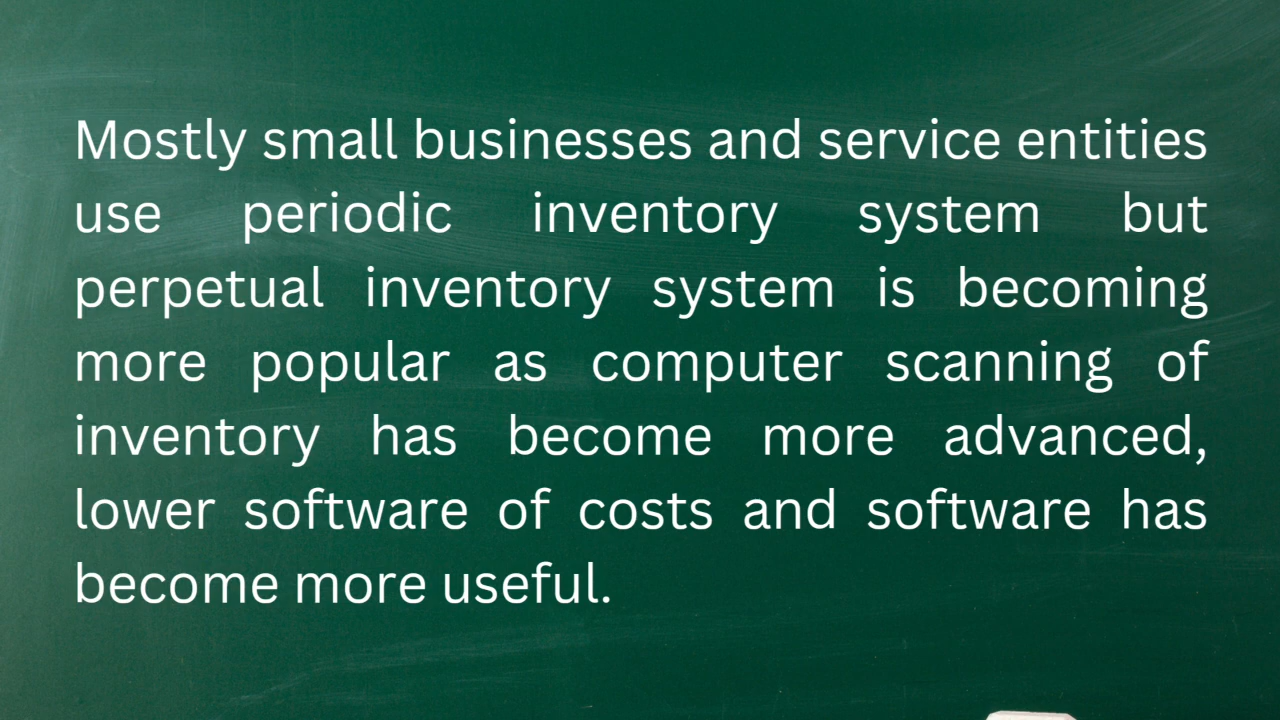 Mostly small businesses and service entities
use periodic inventory system but
perpetual inventory system is becoming
more popular as computer scanning of
inventory has become more advanced,
lower software of costs and software has
become more useful.